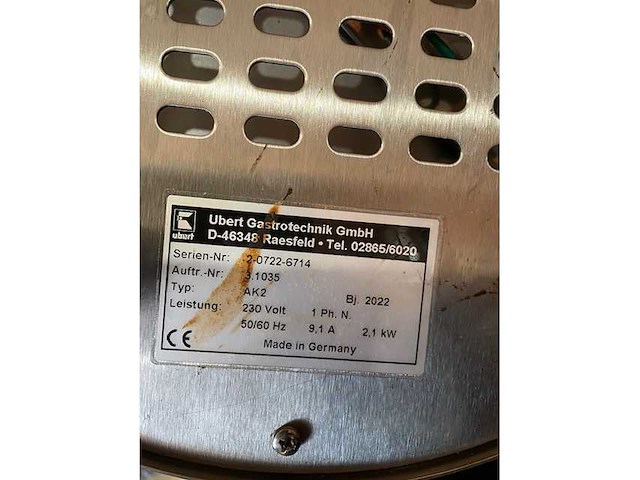 Ubert Gastrotechnik GmbH
D-46348 Raesfeld • Tel. 02865/6020
ubert
Serien-Nr: 2-0722-6714
Auftr.-Nr: 3.1035
Typ: AK2 Bj. 2022
Leistung: 230 Volt 1 Ph. N.
50/60 Hz 9,1 A 2,1 kW
CE Made in Germany